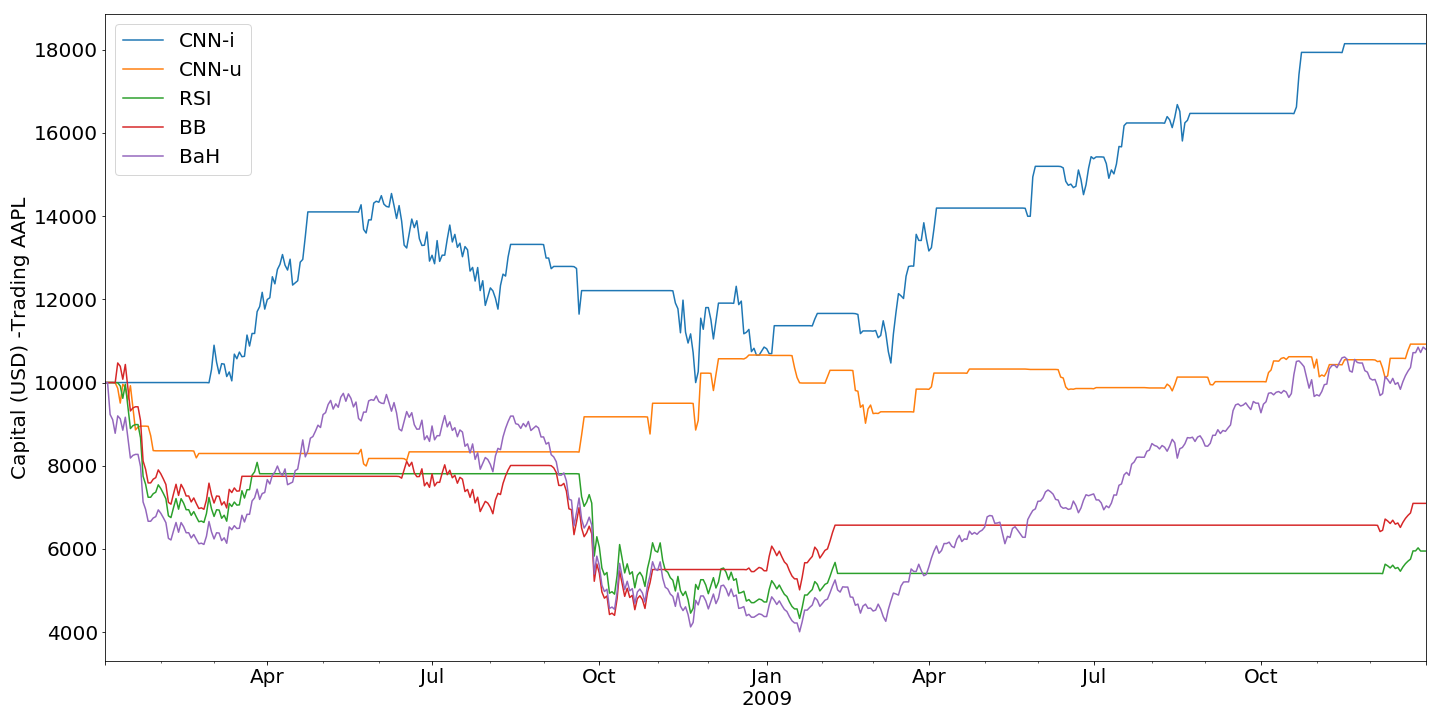 Capital (USD) -Trading AAPL
18000
16000
14000
12000
10000
8000
6000
4000
CNN-i
CNN-u
RSI
BB
BaH
Apr
Jul
Oct
Jan
2009
Apr
Jul
Oct